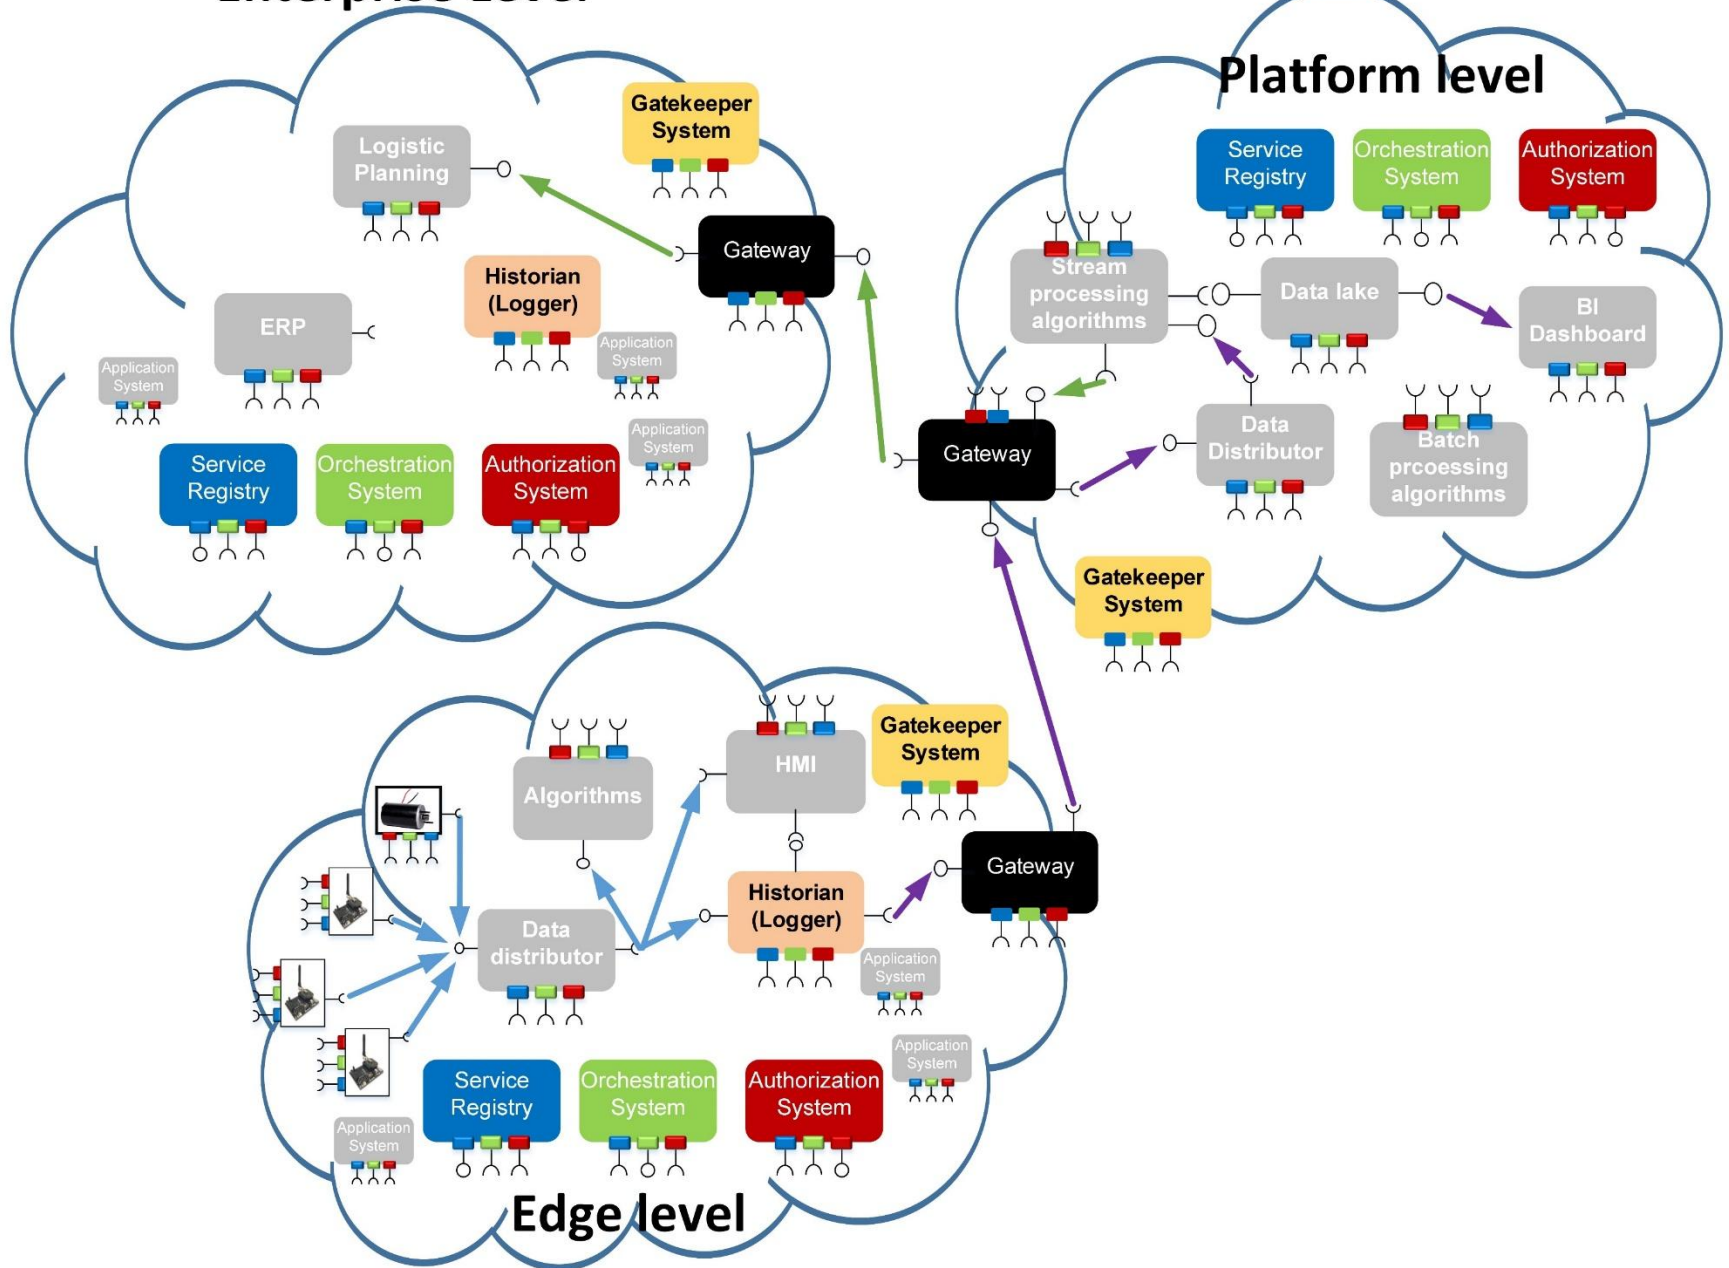 Enterprise Level
Logistic
Planning
Gatekeeper
System
Gateway
Historian
(Logger)
ERP
Application
System
Application
System
Application
System
Service
Registry
Orchestration
System
Authorization
System
Platform level
Service
Registry
Orchestration
System
Authorization
System
Stream
processing
algorithms
Data lake
BI
Dashboard
Gateway
Data
Distributor
Batch
prcoessing
algorithms
Gatekeeper
System
Algorithms
HMI
Gatekeeper
System
Gateway
Historian
(Logger)
Data
distributor
Application
System
Application
System
Service
Registry
Orchestration
System
Authorization
System
Application
System
Edge level